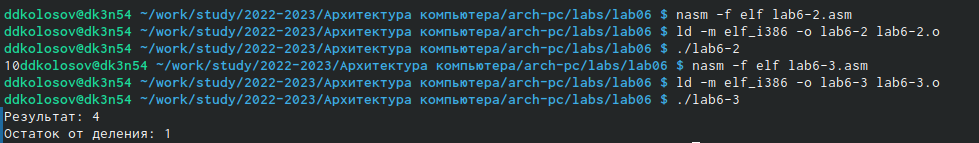 ddkolosov@dk3n54 ~/work/study/2022-2023/Архитектура компьютера/arch-pc/labs/lab06 $ nasm -f elf lab6-2.asm
ddkolosov@dk3n54 ~/work/study/2022-2023/Архитектура компьютера/arch-pc/labs/lab06 $ ld -m elf_i386 -o lab6-2 lab6-2.o
ddkolosov@dk3n54 ~/work/study/2022-2023/Архитектура компьютера/arch-pc/labs/lab06 $ ./lab6-2
10ddkolosov@dk3n54 ~/work/study/2022-2023/Архитектура компьютера/arch-pc/labs/lab06 $ nasm -f elf lab6-3.asm
ddkolosov@dk3n54 ~/work/study/2022-2023/Архитектура компьютера/arch-pc/labs/lab06 $ ld -m elf_i386 -o lab6-3 lab6-3.o
ddkolosov@dk3n54 ~/work/study/2022-2023/Архитектура компьютера/arch-pc/labs/lab06 $ ./lab6-3
Результат: 4
Остаток от деления: 1